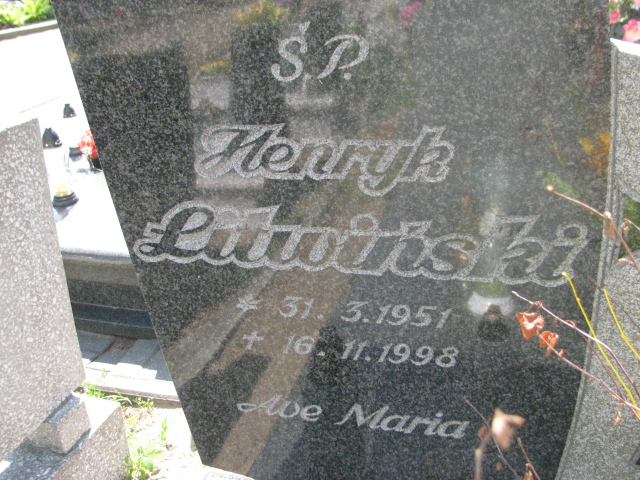 Ś.P.
Henryk
Litwiński
* 31.3.1951
+ 16.11.1998
Ave Maria